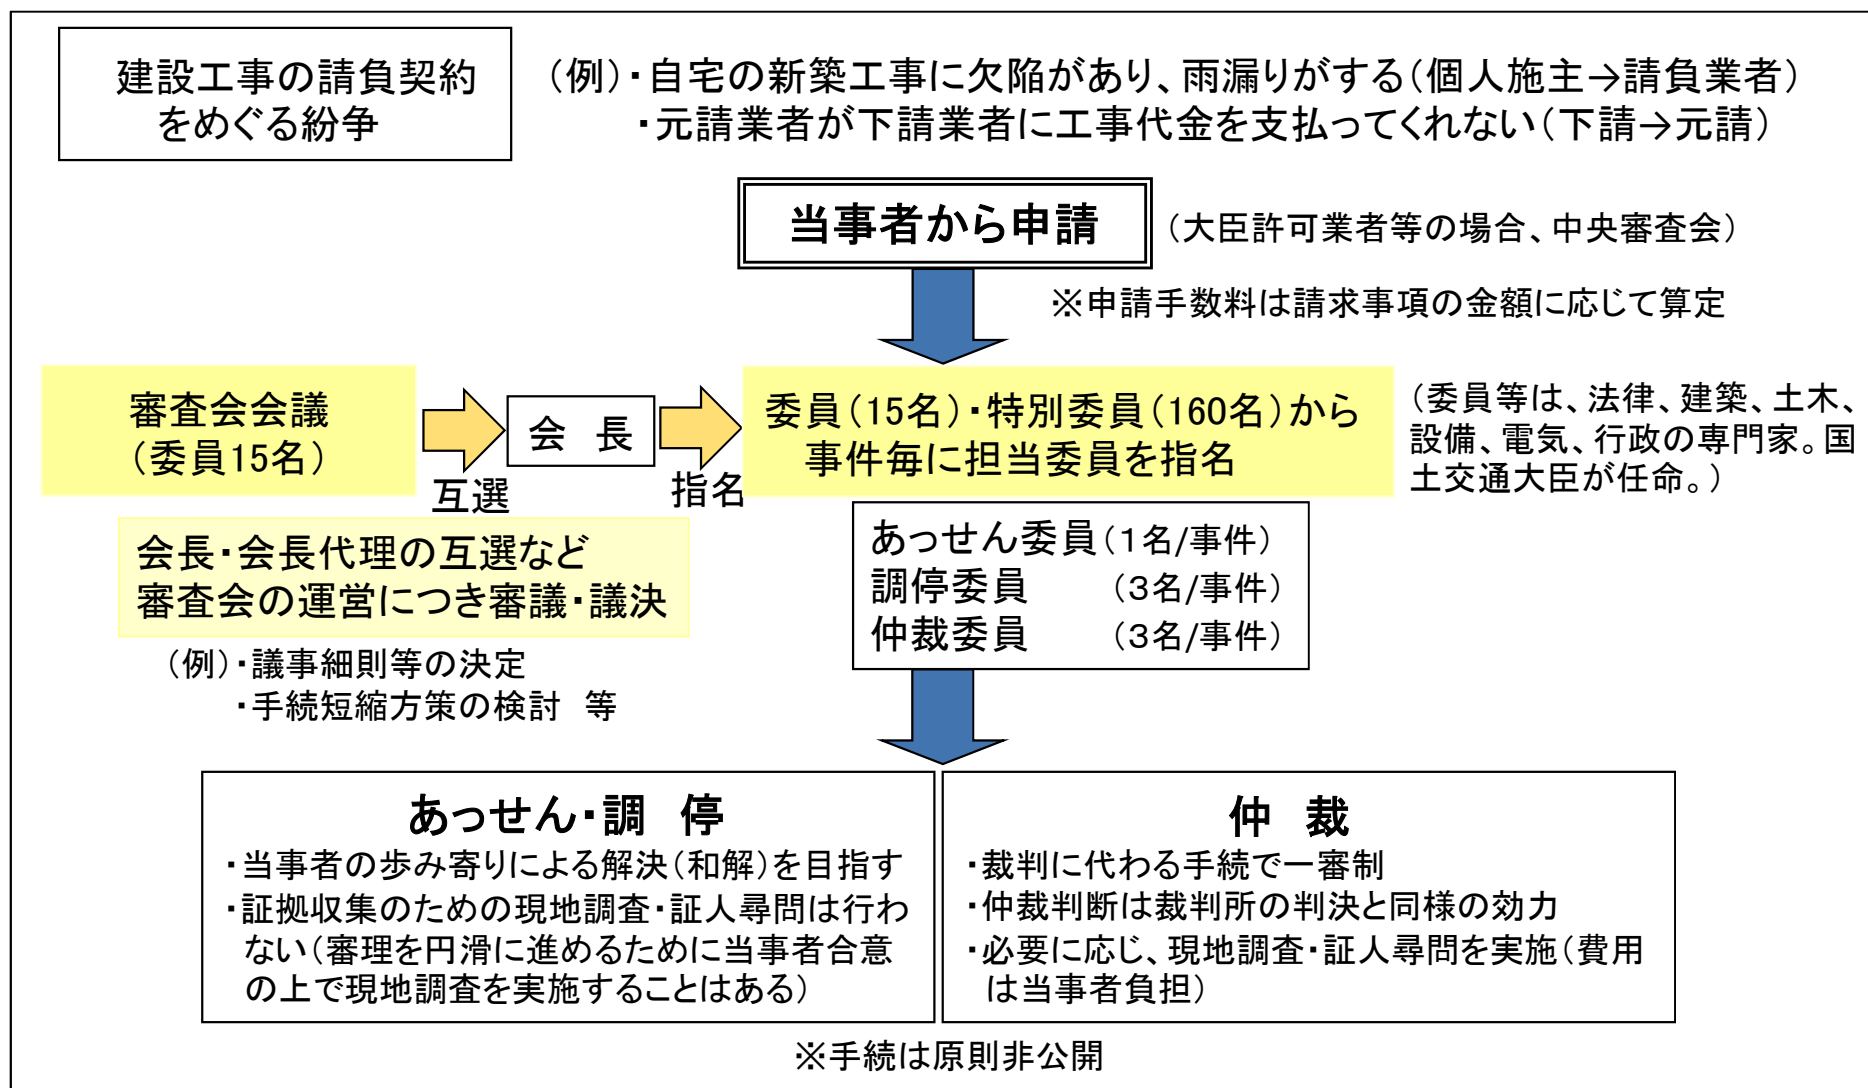 建設工事の請負契約
をめぐる紛争
（例）・自宅の新築工事に欠陥があり、雨漏りがする（個人施主→請負業者）
・元請業者が下請業者に工事代金を支払ってくれない（下請→元請）
当事者から申請
（大臣許可業者等の場合、中央審査会）
※申請手数料は請求事項の金額に応じて算定
審査会会議
（委員15名）
互選
会　長
指名
委員（15名）・特別委員（160名）から
事件毎に担当委員を指名
（委員等は、法律、建築、土木、
設備、電気、行政の専門家。国
土交通大臣が任命。）
会長・会長代理の互選など
審査会の運営につき審議・議決
（例）・議事細則等の決定
・手続短縮方策の検討　等
あっせん委員（１名/事件）
調停委員　　（３名/事件）
仲裁委員　　（３名/事件）
あっせん・調　停
・当事者の歩み寄りによる解決（和解）を目指す
・証拠収集のための現地調査・証人尋問は行わ
ない（審理を円滑に進めるために当事者合意
の上で現地調査を実施することはある）
仲　裁
・裁判に代わる手続で一審制
・仲裁判断は裁判所の判決と同様の効力
・必要に応じ、現地調査・証人尋問を実施（費用
は当事者負担）
※手続は原則非公開